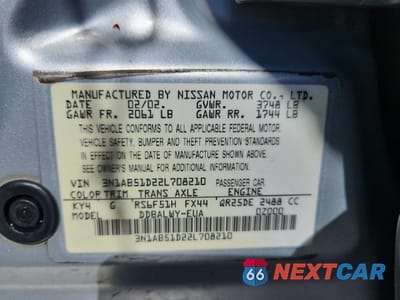 MANUFACTURED BY NISSAN MOTOR CO., LTD.
DATE 02/02. GVWR. 3748 LB
GAWR FR. 2061 LB GAWR RR. 1744 LB
THIS VEHICLE CONFORMS TO ALL APPLICABLE FEDERAL MOTOR-
VEHICLE SAFETY, BUMPER AND THEFT PREVENTION STANDARDS
IN EFFECT ON THE DATE OF MANUFACTURE SHOWN ABOVE.
SEE OWNER'S MANUAL FOR ADDITIONAL INFORMATION.
VIN 3N1AB51D22L708210 PASSENGER CAR.
COLOR TRIM TRANS AXLE ENGINE
KY4 G RS6F51H FX44 QR25DE 2488 CC
MODEL DDBALWY-EUA 0Z000
3N1AB51D22L708210
66 NEXTCAR